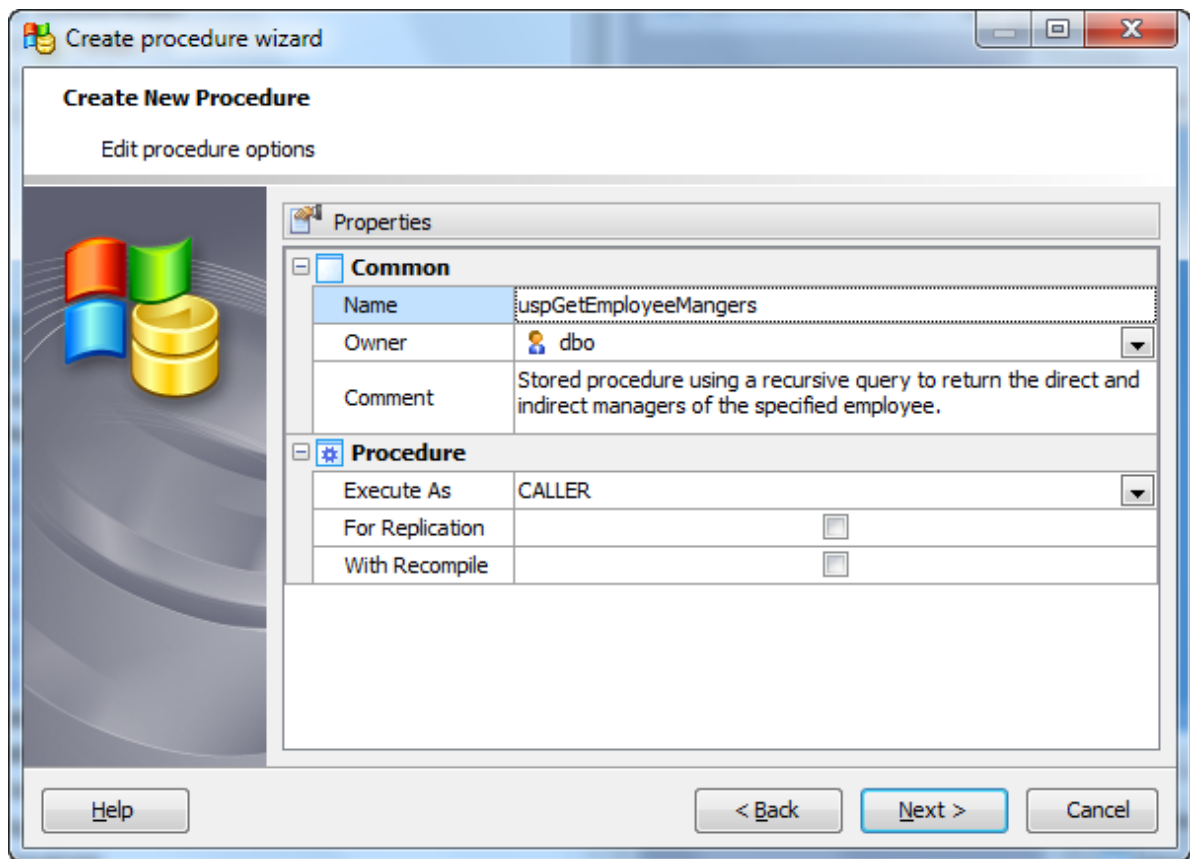 Create procedure wizard
Create New Procedure
Edit procedure options
Properties
Common
Name uspGetEmployeeMangers
Owner dbo
Comment Stored procedure using a recursive query to return the direct and
indirect managers of the specified employee.
Procedure
Execute As CALLER
For Replication
With Recompile
Help < Back Next > Cancel